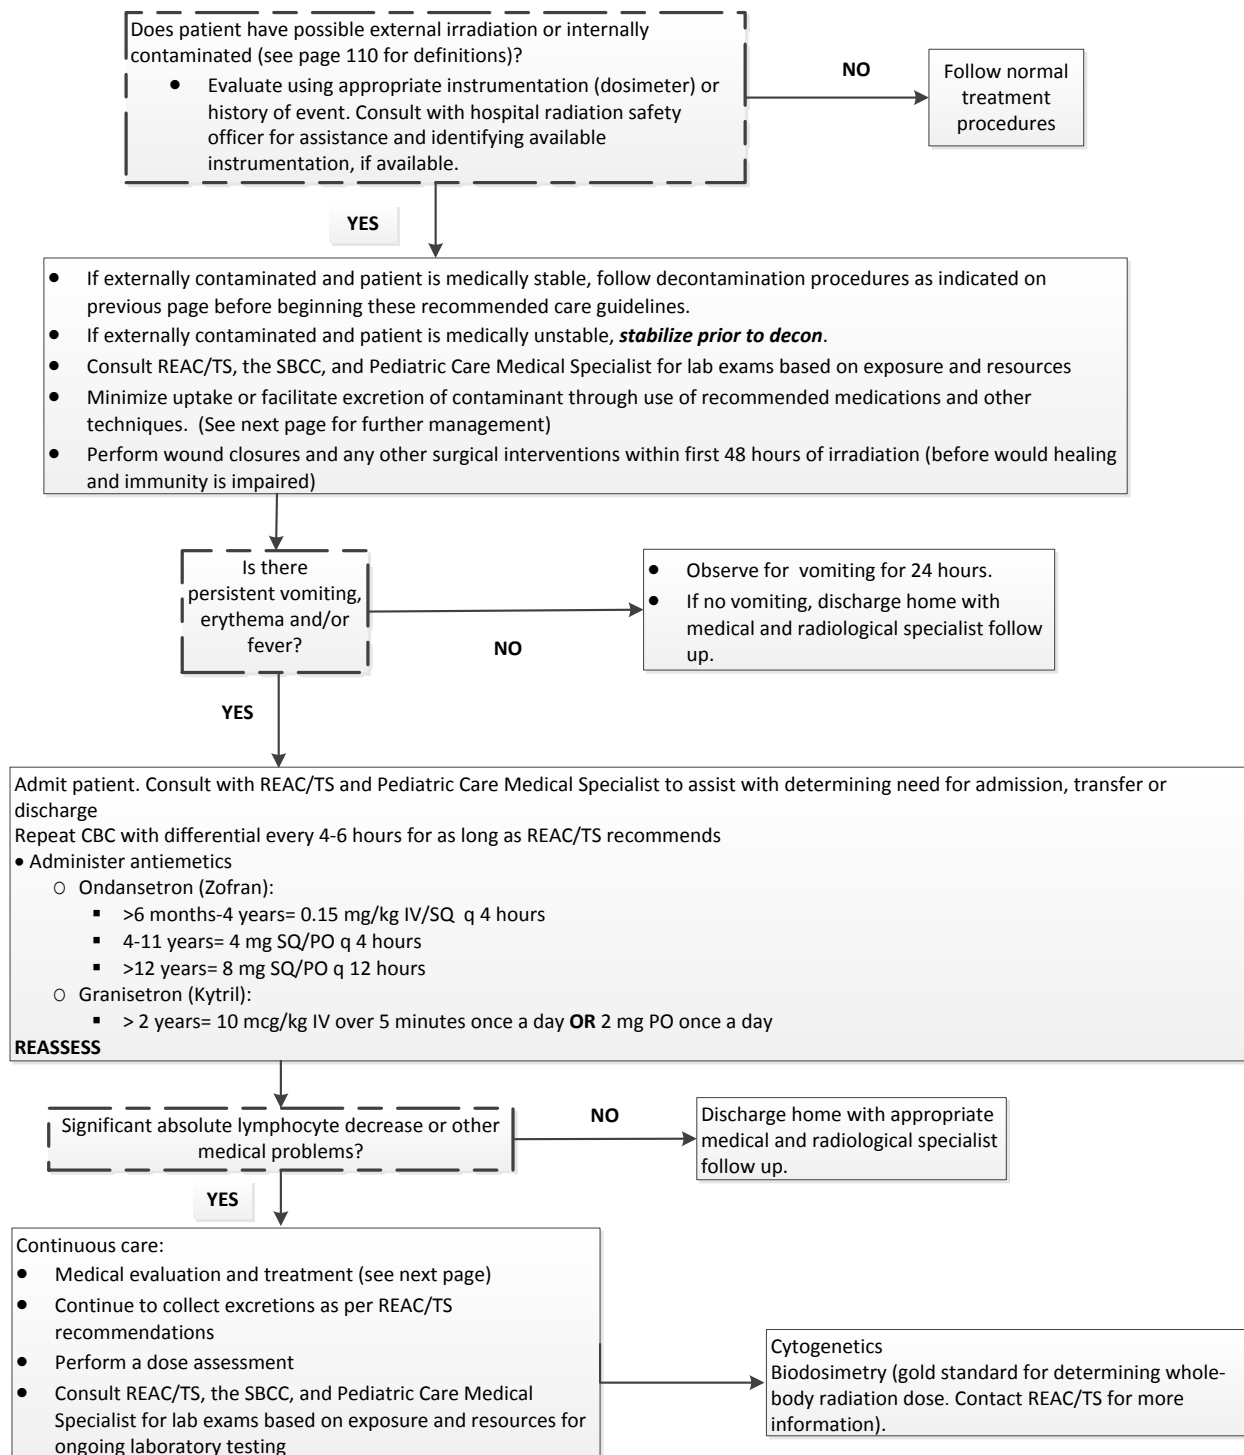 Does patient have possible external irradiation or internally
contaminated (see page 110 for definitions)?
● Evaluate using appropriate instrumentation (dosimeter) or
history of event. Consult with hospital radiation safety
officer for assistance and identifying available
instrumentation, if available.
NO
Follow normal
treatment
procedures
YES
● If externally contaminated and patient is medically stable, follow decontamination procedures as indicated on
previous page before beginning these recommended care guidelines.
● If externally contaminated and patient is medically unstable, stabilize prior to decon.
● Consult REAC/TS, the SBCC, and Pediatric Care Medical Specialist for lab exams based on exposure and resources
● Minimize uptake or facilitate excretion of contaminant through use of recommended medications and other
techniques.  (See next page for further management)
● Perform wound closures and any other surgical interventions within first 48 hours of irradiation (before would healing
and immunity is impaired)
Is there
persistent vomiting,
erythema and/or
fever?
NO
● Observe for  vomiting for 24 hours.
● If no vomiting, discharge home with
medical and radiological specialist follow
up.
YES
Admit patient. Consult with REAC/TS and Pediatric Care Medical Specialist to assist with determining need for admission, transfer or
discharge
Repeat CBC with differential every 4-6 hours for as long as REAC/TS recommends
• Administer antiemetics
O Ondansetron (Zofran):
▪ >6 months-4 years= 0.15 mg/kg IV/SQ  q 4 hours
▪ 4-11 years= 4 mg SQ/PO q 4 hours
▪ >12 years= 8 mg SQ/PO q 12 hours
O Granisetron (Kytril):
▪ > 2 years= 10 mcg/kg IV over 5 minutes once a day OR 2 mg PO once a day
REASSESS
Significant absolute lymphocyte decrease or other
medical problems?
NO
Discharge home with appropriate
medical and radiological specialist
follow up.
YES
Continuous care:
● Medical evaluation and treatment (see next page)
● Continue to collect excretions as per REAC/TS
recommendations
● Perform a dose assessment
● Consult REAC/TS, the SBCC, and Pediatric Care Medical
Specialist for lab exams based on exposure and resources for
ongoing laboratory testing
Cytogenetics
Biodosimetry (gold standard for determining whole-
body radiation dose. Contact REAC/TS for more
information).